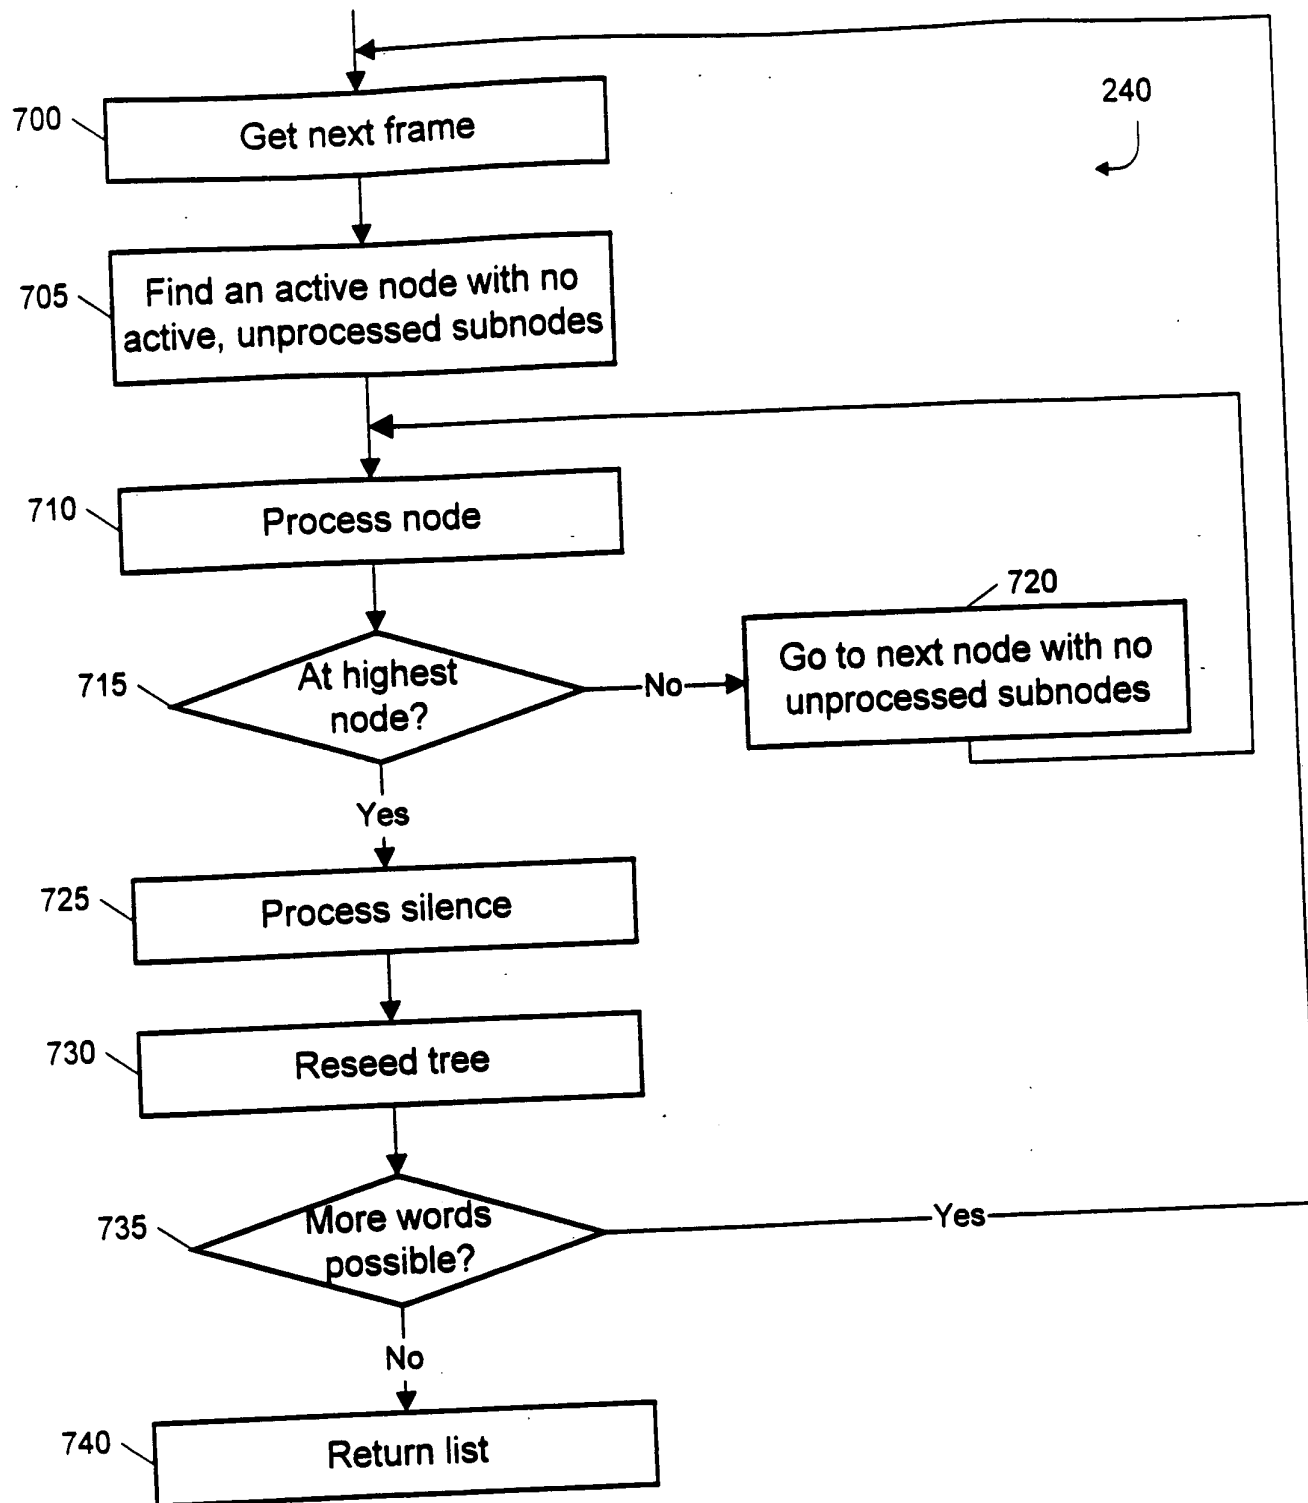 240
700
Get next frame
705
Find an active node with no
active, unprocessed subnodes
710
Process node
715
At highest
node?
No
720
Go to next node with no
unprocessed subnodes
Yes
725
Process silence
730
Reseed tree
735
More words
possible?
Yes
No
740
Return list